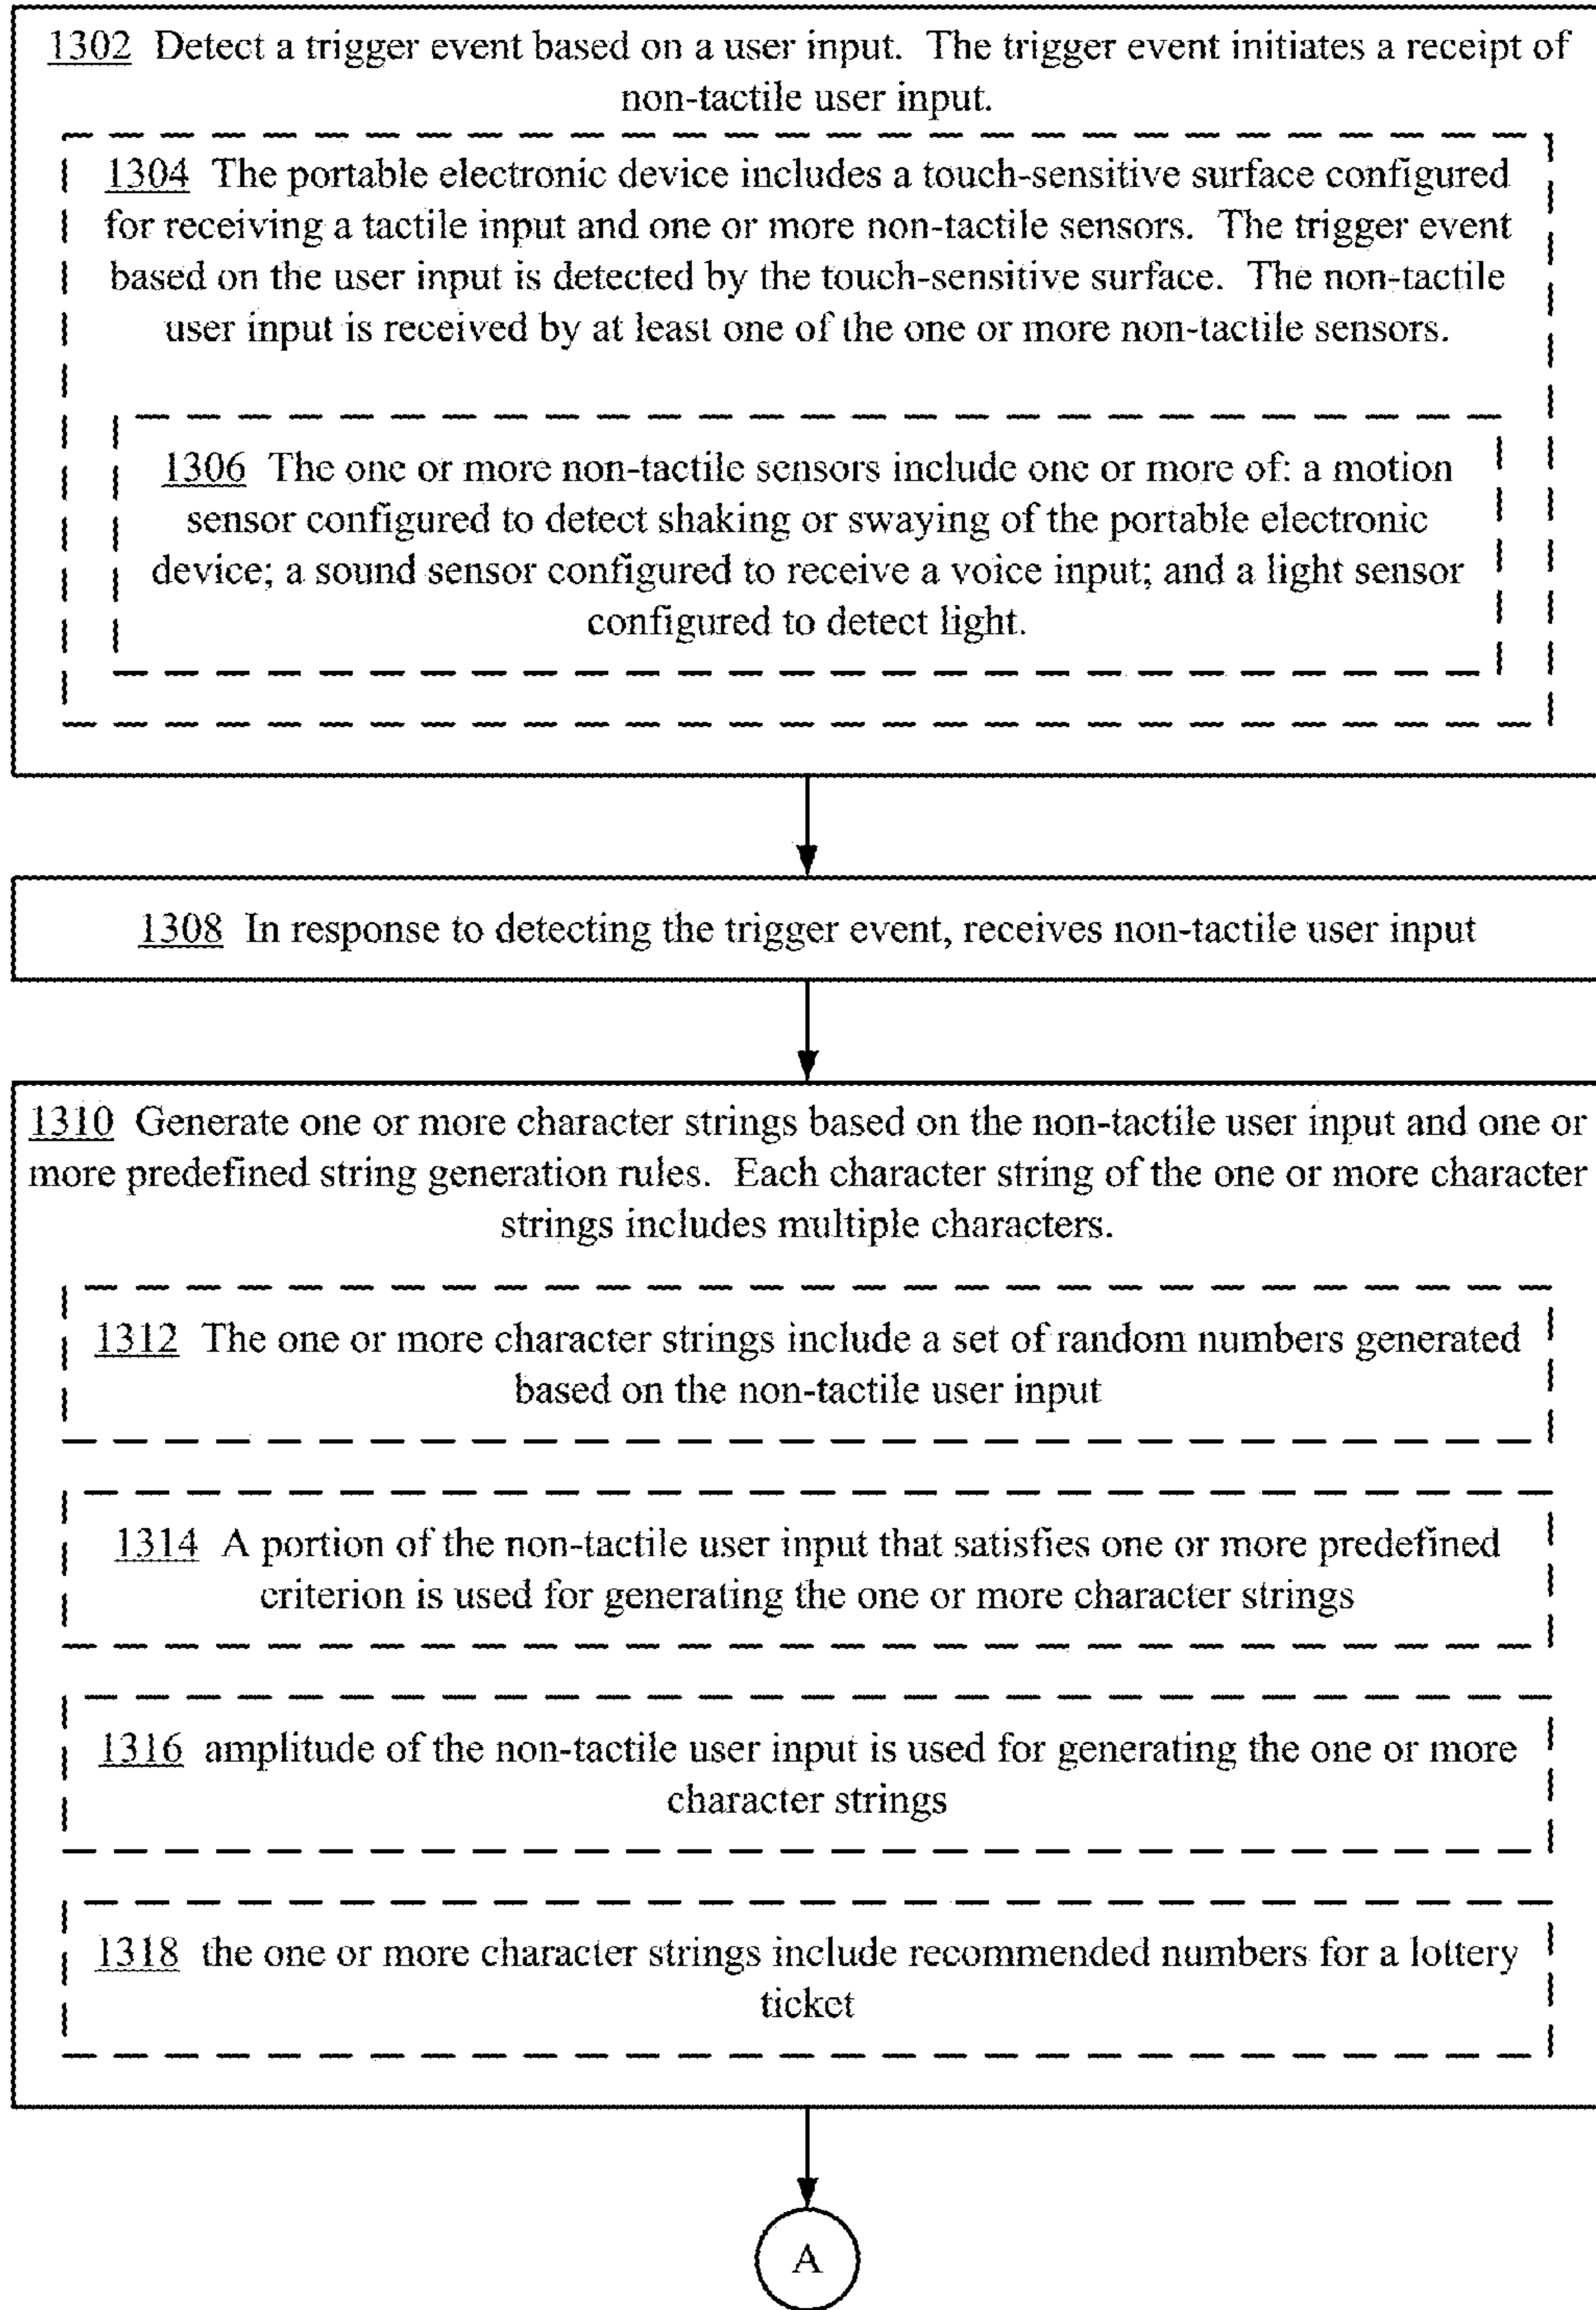 1302 Detect a trigger event based on a user input. The trigger event initiates a receipt of
non-tactile user input.
1304 The portable electronic device includes a touch-sensitive surface configured
for receiving a tactile input and one or more non-tactile sensors. The trigger event
based on the user input is detected by the touch-sensitive surface. The non-tactile
user input is received by at least one of the one or more non-tactile sensors.
1306 The one or more non-tactile sensors include one or more of: a motion
sensor configured to detect shaking or swaying of the portable electronic
device; a sound sensor configured to receive a voice input; and a light sensor
configured to detect light.
1308 In response to detecting the trigger event, receives non-tactile user input
1310 Generate one or more character strings based on the non-tactile user input and one or
more predefined string generation rules. Each character string of the one or more character
strings includes multiple characters.
1312 The one or more character strings include a set of random numbers generated
based on the non-tactile user input
1314 A portion of the non-tactile user input that satisfies one or more predefined
criterion is used for generating the one or more character strings
1316 amplitude of the non-tactile user input is used for generating the one or more
character strings
1318 the one or more character strings include recommended numbers for a lottery
ticket
A